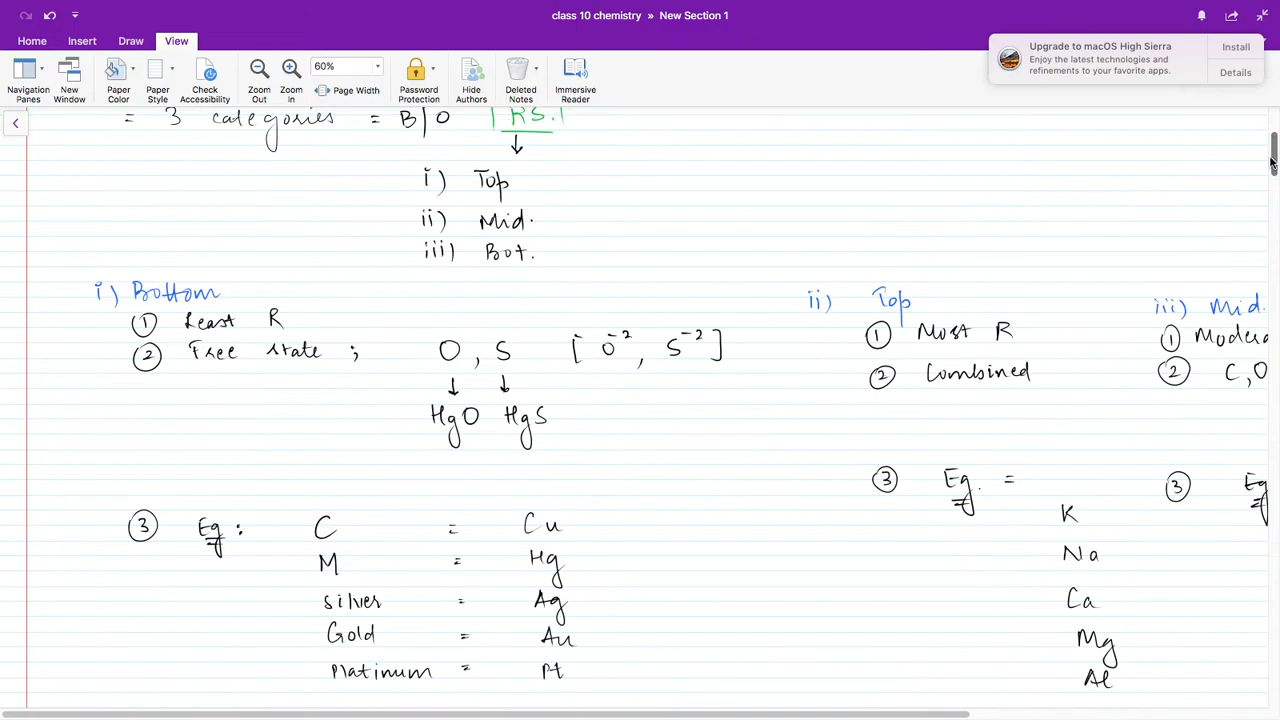 class 10 chemistry » New Section 1
Home Insert Draw View
Upgrade to macOS High Sierra
Enjoy the latest technologies and
refinements to your favorite apps.
Install
Details
60%
Page Width
Navigation Panes
New Window
Paper Color
Paper Style
Check Accessibility
Zoom Out
Zoom In
Password Protection
Hide Authors
Deleted Notes
Immersive Reader
= 3 categories = B|O | RS. |
↓
i) Top
ii) Mid.
iii) Bot.
i) Bottom
① Least R
② Free state ; O , S [ O⁻² , S⁻² ]
↓ ↓
HgO HgS
③ Eg : C = Cu
M = Hg
Silver = Ag
Gold = Au
Platinum = Pt
ii) Top
① Most R
② Combined
③ Eg. =
K
Na
Ca
Mg
Al
iii) Mid.
① Modera
② C, O
③ Eg